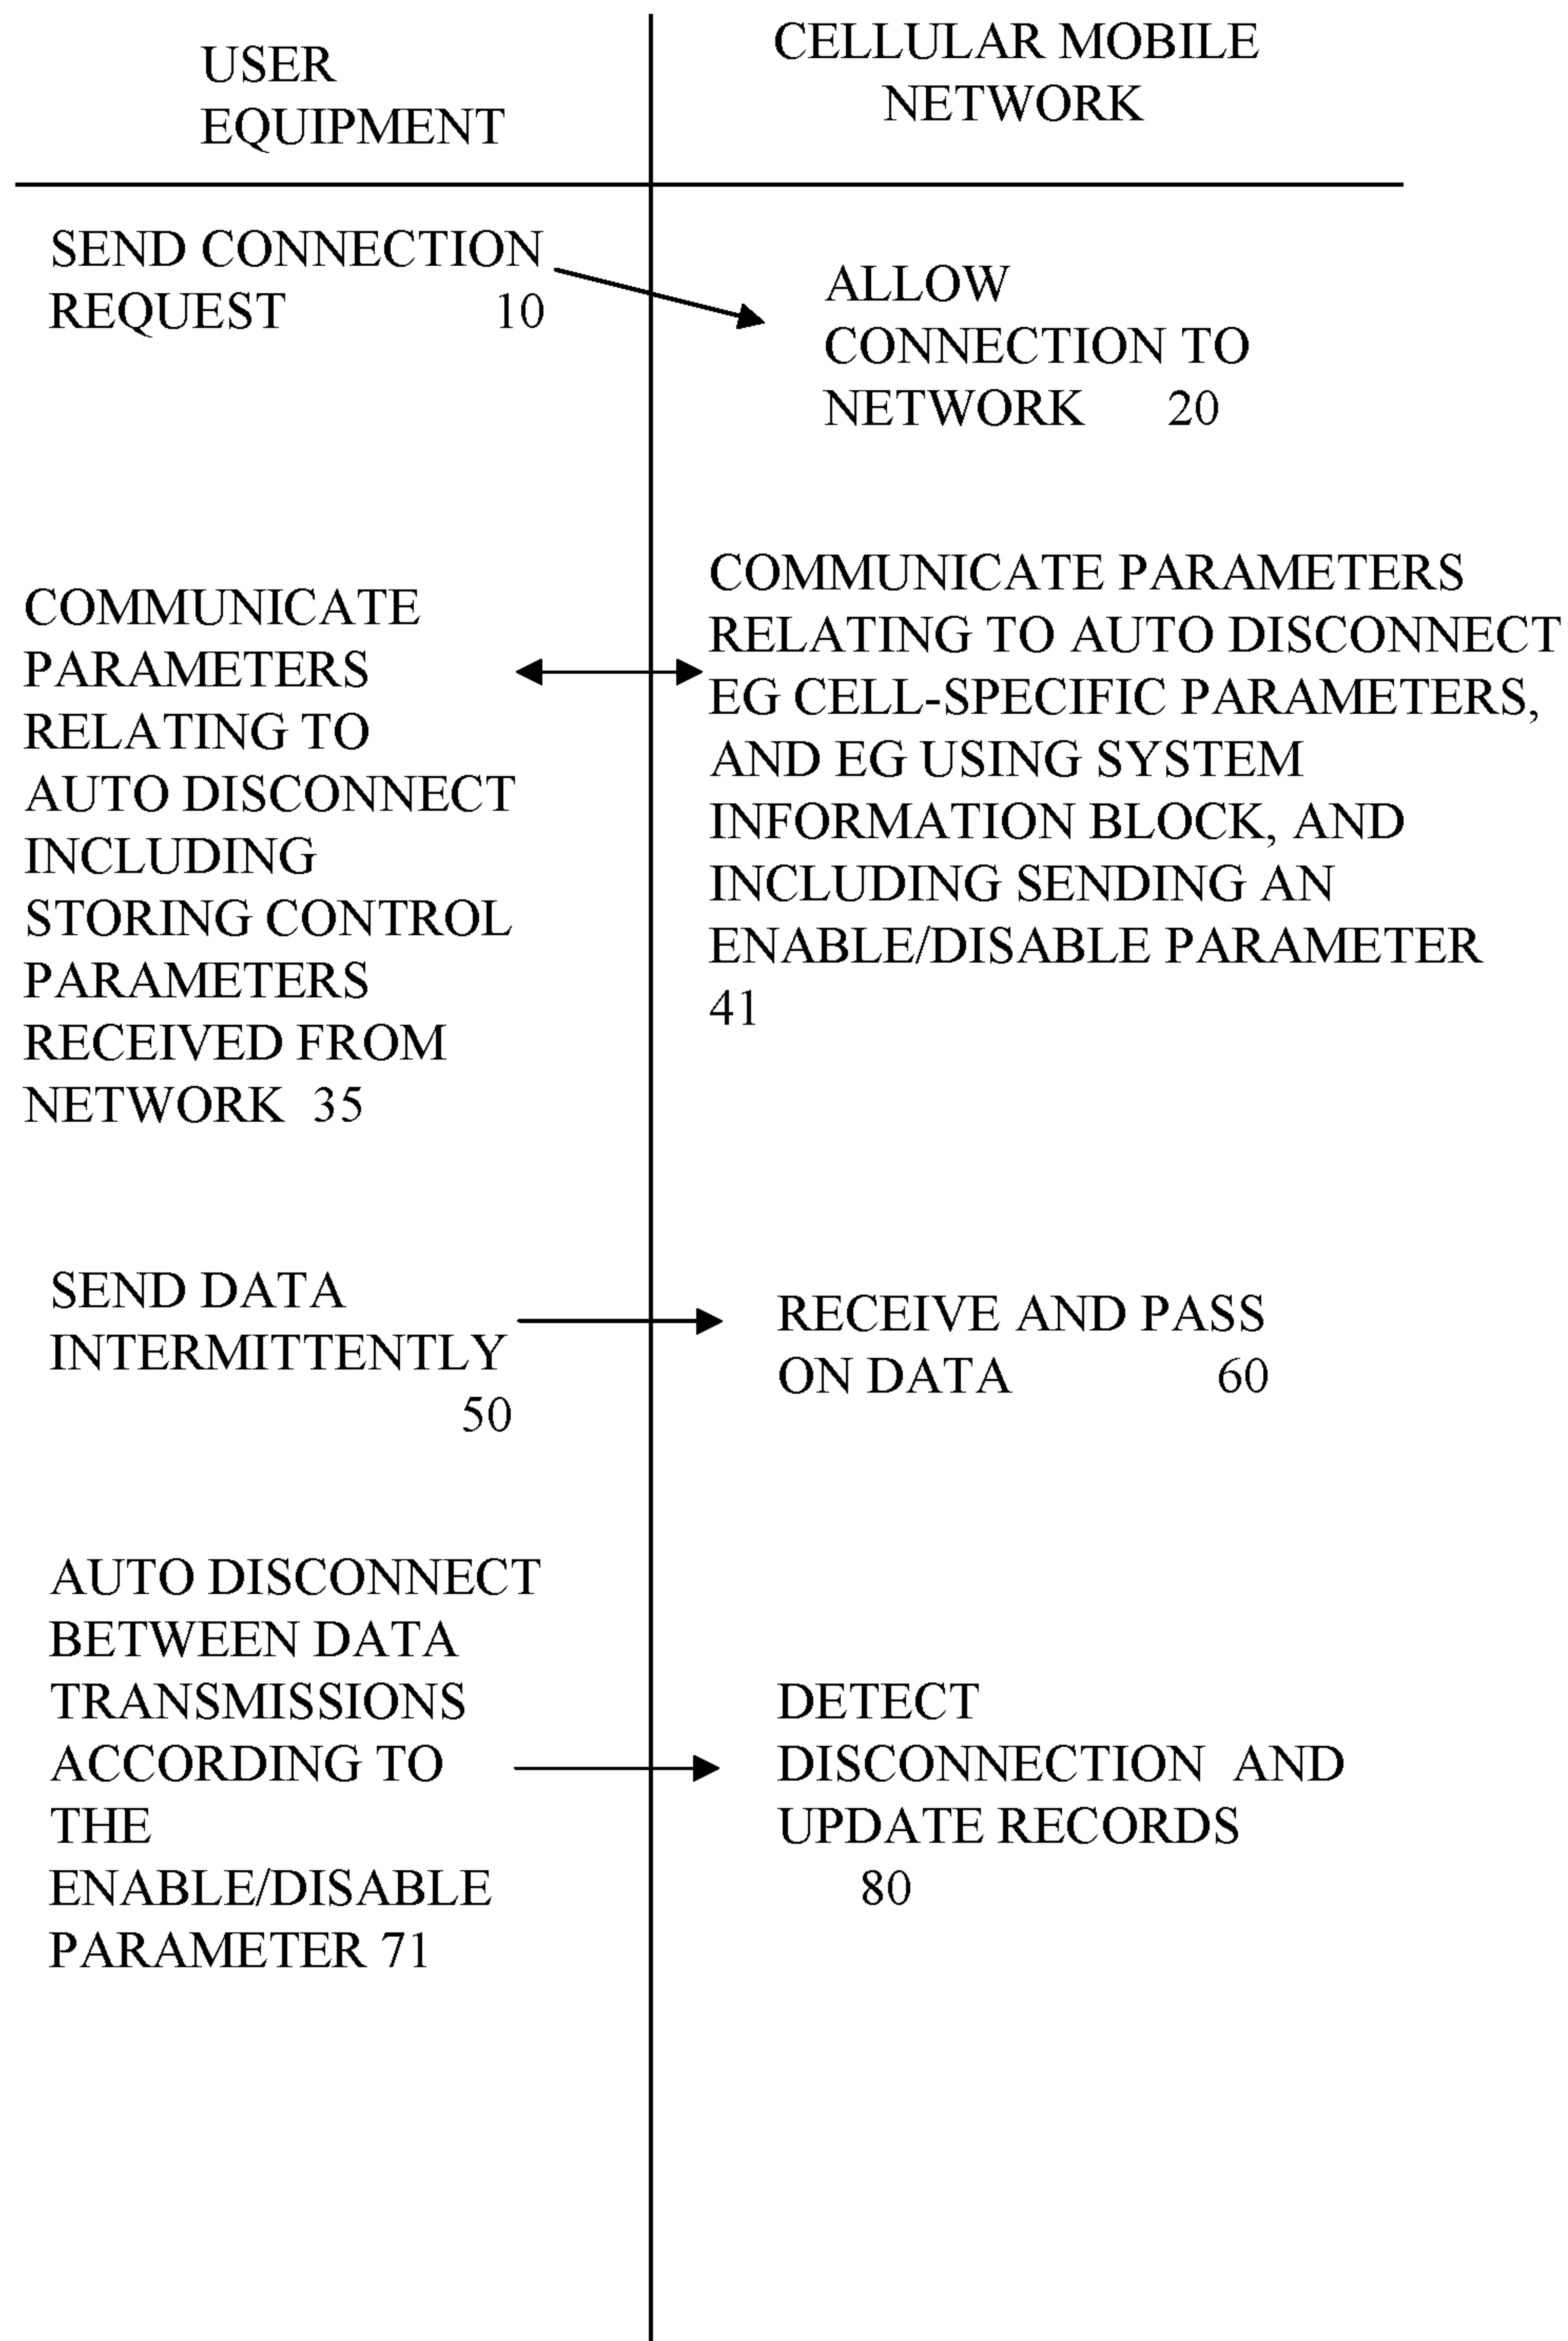 USER
EQUIPMENT
CELLULAR MOBILE
NETWORK
SEND CONNECTION
REQUEST 10
ALLOW
CONNECTION TO
NETWORK 20
COMMUNICATE
PARAMETERS
RELATING TO
AUTO DISCONNECT
INCLUDING
STORING CONTROL
PARAMETERS
RECEIVED FROM
NETWORK 35
COMMUNICATE PARAMETERS
RELATING TO AUTO DISCONNECT
EG CELL-SPECIFIC PARAMETERS,
AND EG USING SYSTEM
INFORMATION BLOCK, AND
INCLUDING SENDING AN
ENABLE/DISABLE PARAMETER
41
SEND DATA
INTERMITTENTLY
50
RECEIVE AND PASS
ON DATA 60
AUTO DISCONNECT
BETWEEN DATA
TRANSMISSIONS
ACCORDING TO
THE
ENABLE/DISABLE
PARAMETER 71
DETECT
DISCONNECTION AND
UPDATE RECORDS
80